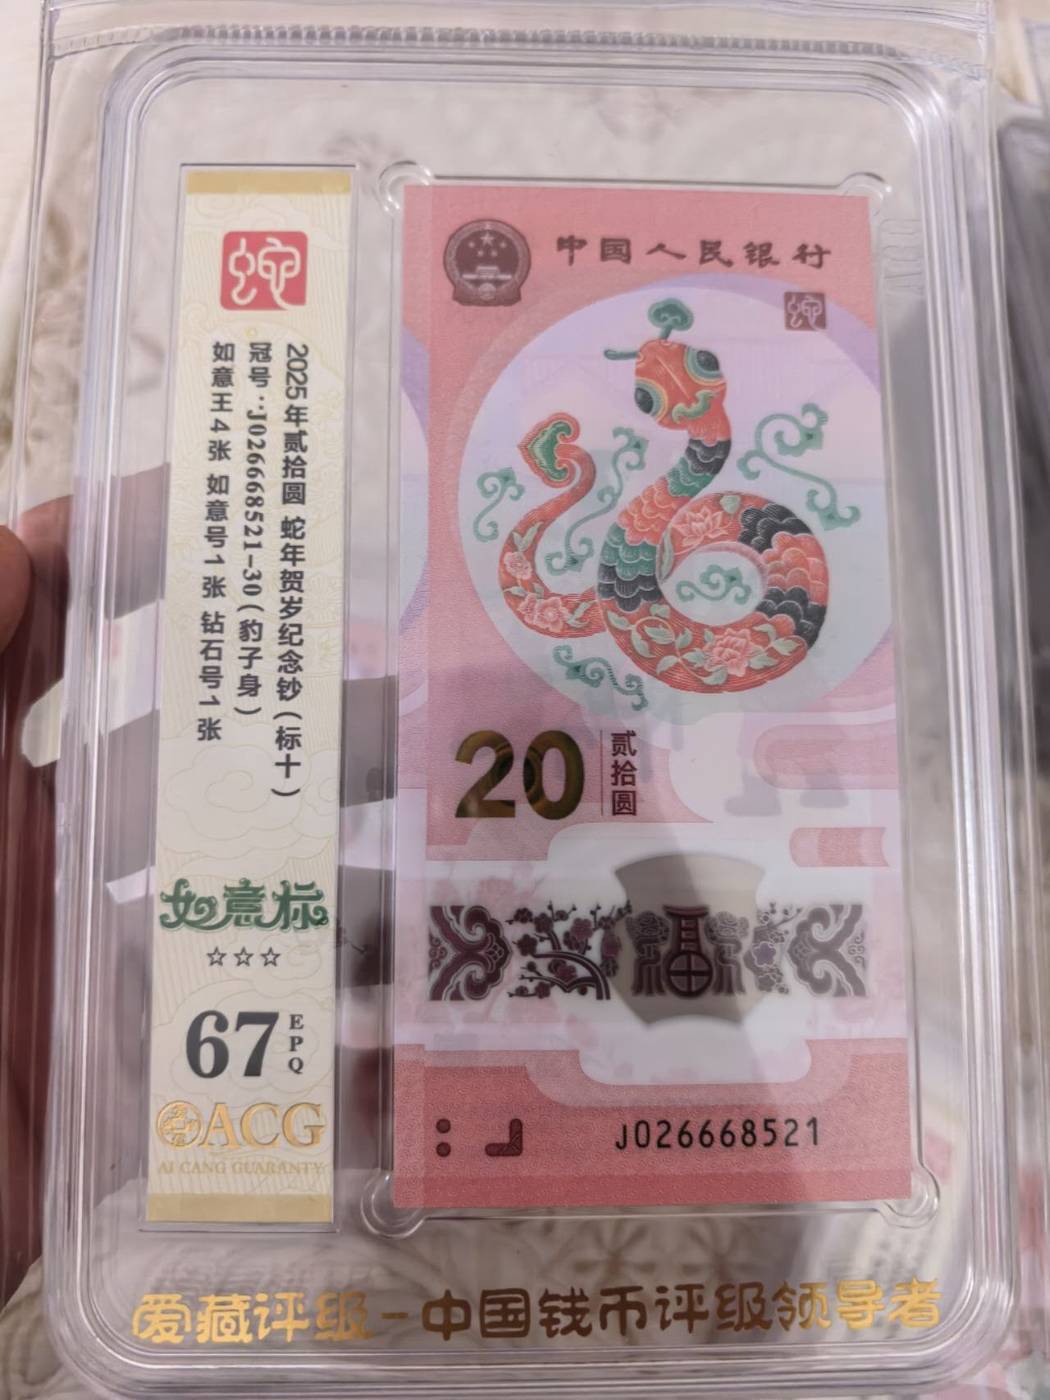 蛇
2025年贰拾圆 蛇年贺岁纪念钞(标十)
冠号:J026668521-30(豹子身)
如意王4张 如意号1张 钻石号1张
如意标
☆☆☆
67 EPQ
ACG
AI CANG GUARANTY
中国人民银行
蛇
20 贰拾圆
福
J026668521
爱藏评级-中国钱币评级领导者